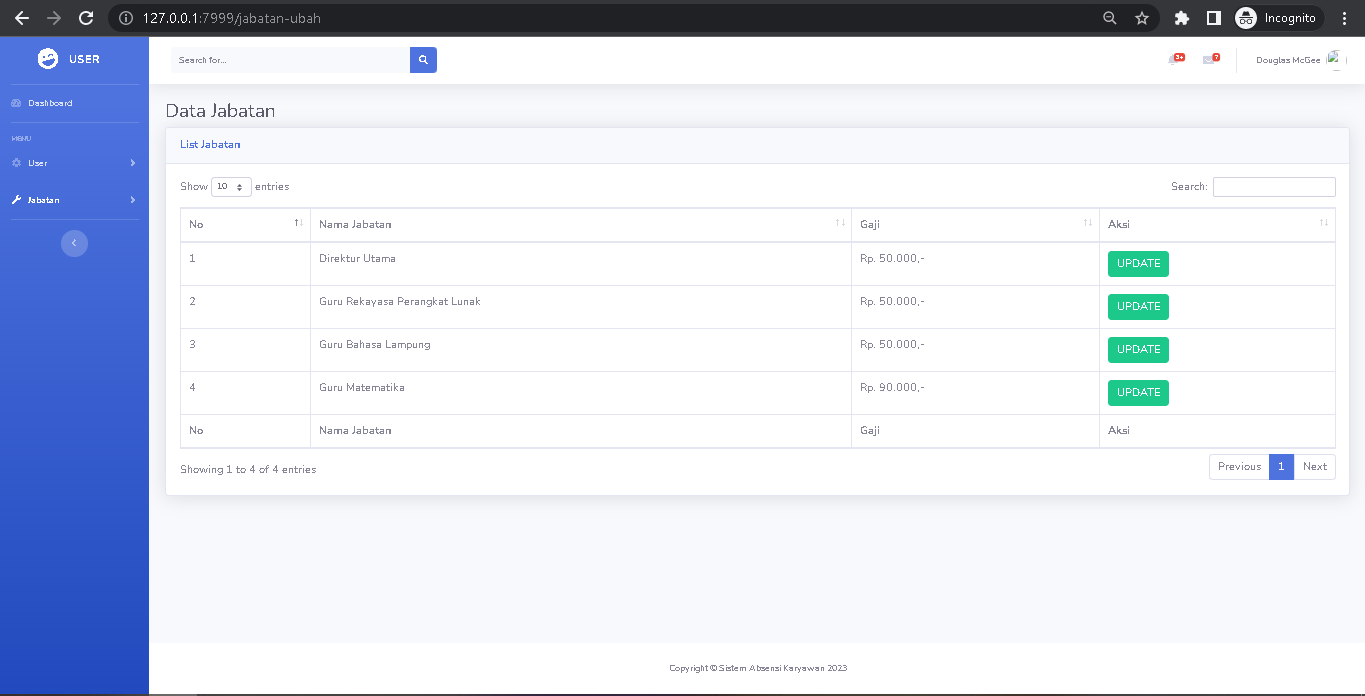 127.0.0.1:7999/jabatan-ubah
Incognito
USER
Search for...
3+
7
Douglas McGee
Dashboard
MENU
User
Jabatan
Data Jabatan
List Jabatan
Show 10 entries
Search:
No Nama Jabatan Gaji Aksi
1 Direktur Utama Rp. 50.000,- UPDATE
2 Guru Rekayasa Perangkat Lunak Rp. 50.000,- UPDATE
3 Guru Bahasa Lampung Rp. 50.000,- UPDATE
4 Guru Matematika Rp. 90.000,- UPDATE
No Nama Jabatan Gaji Aksi
Showing 1 to 4 of 4 entries
Previous 1 Next
Copyright © Sistem Absensi Karyawan 2023